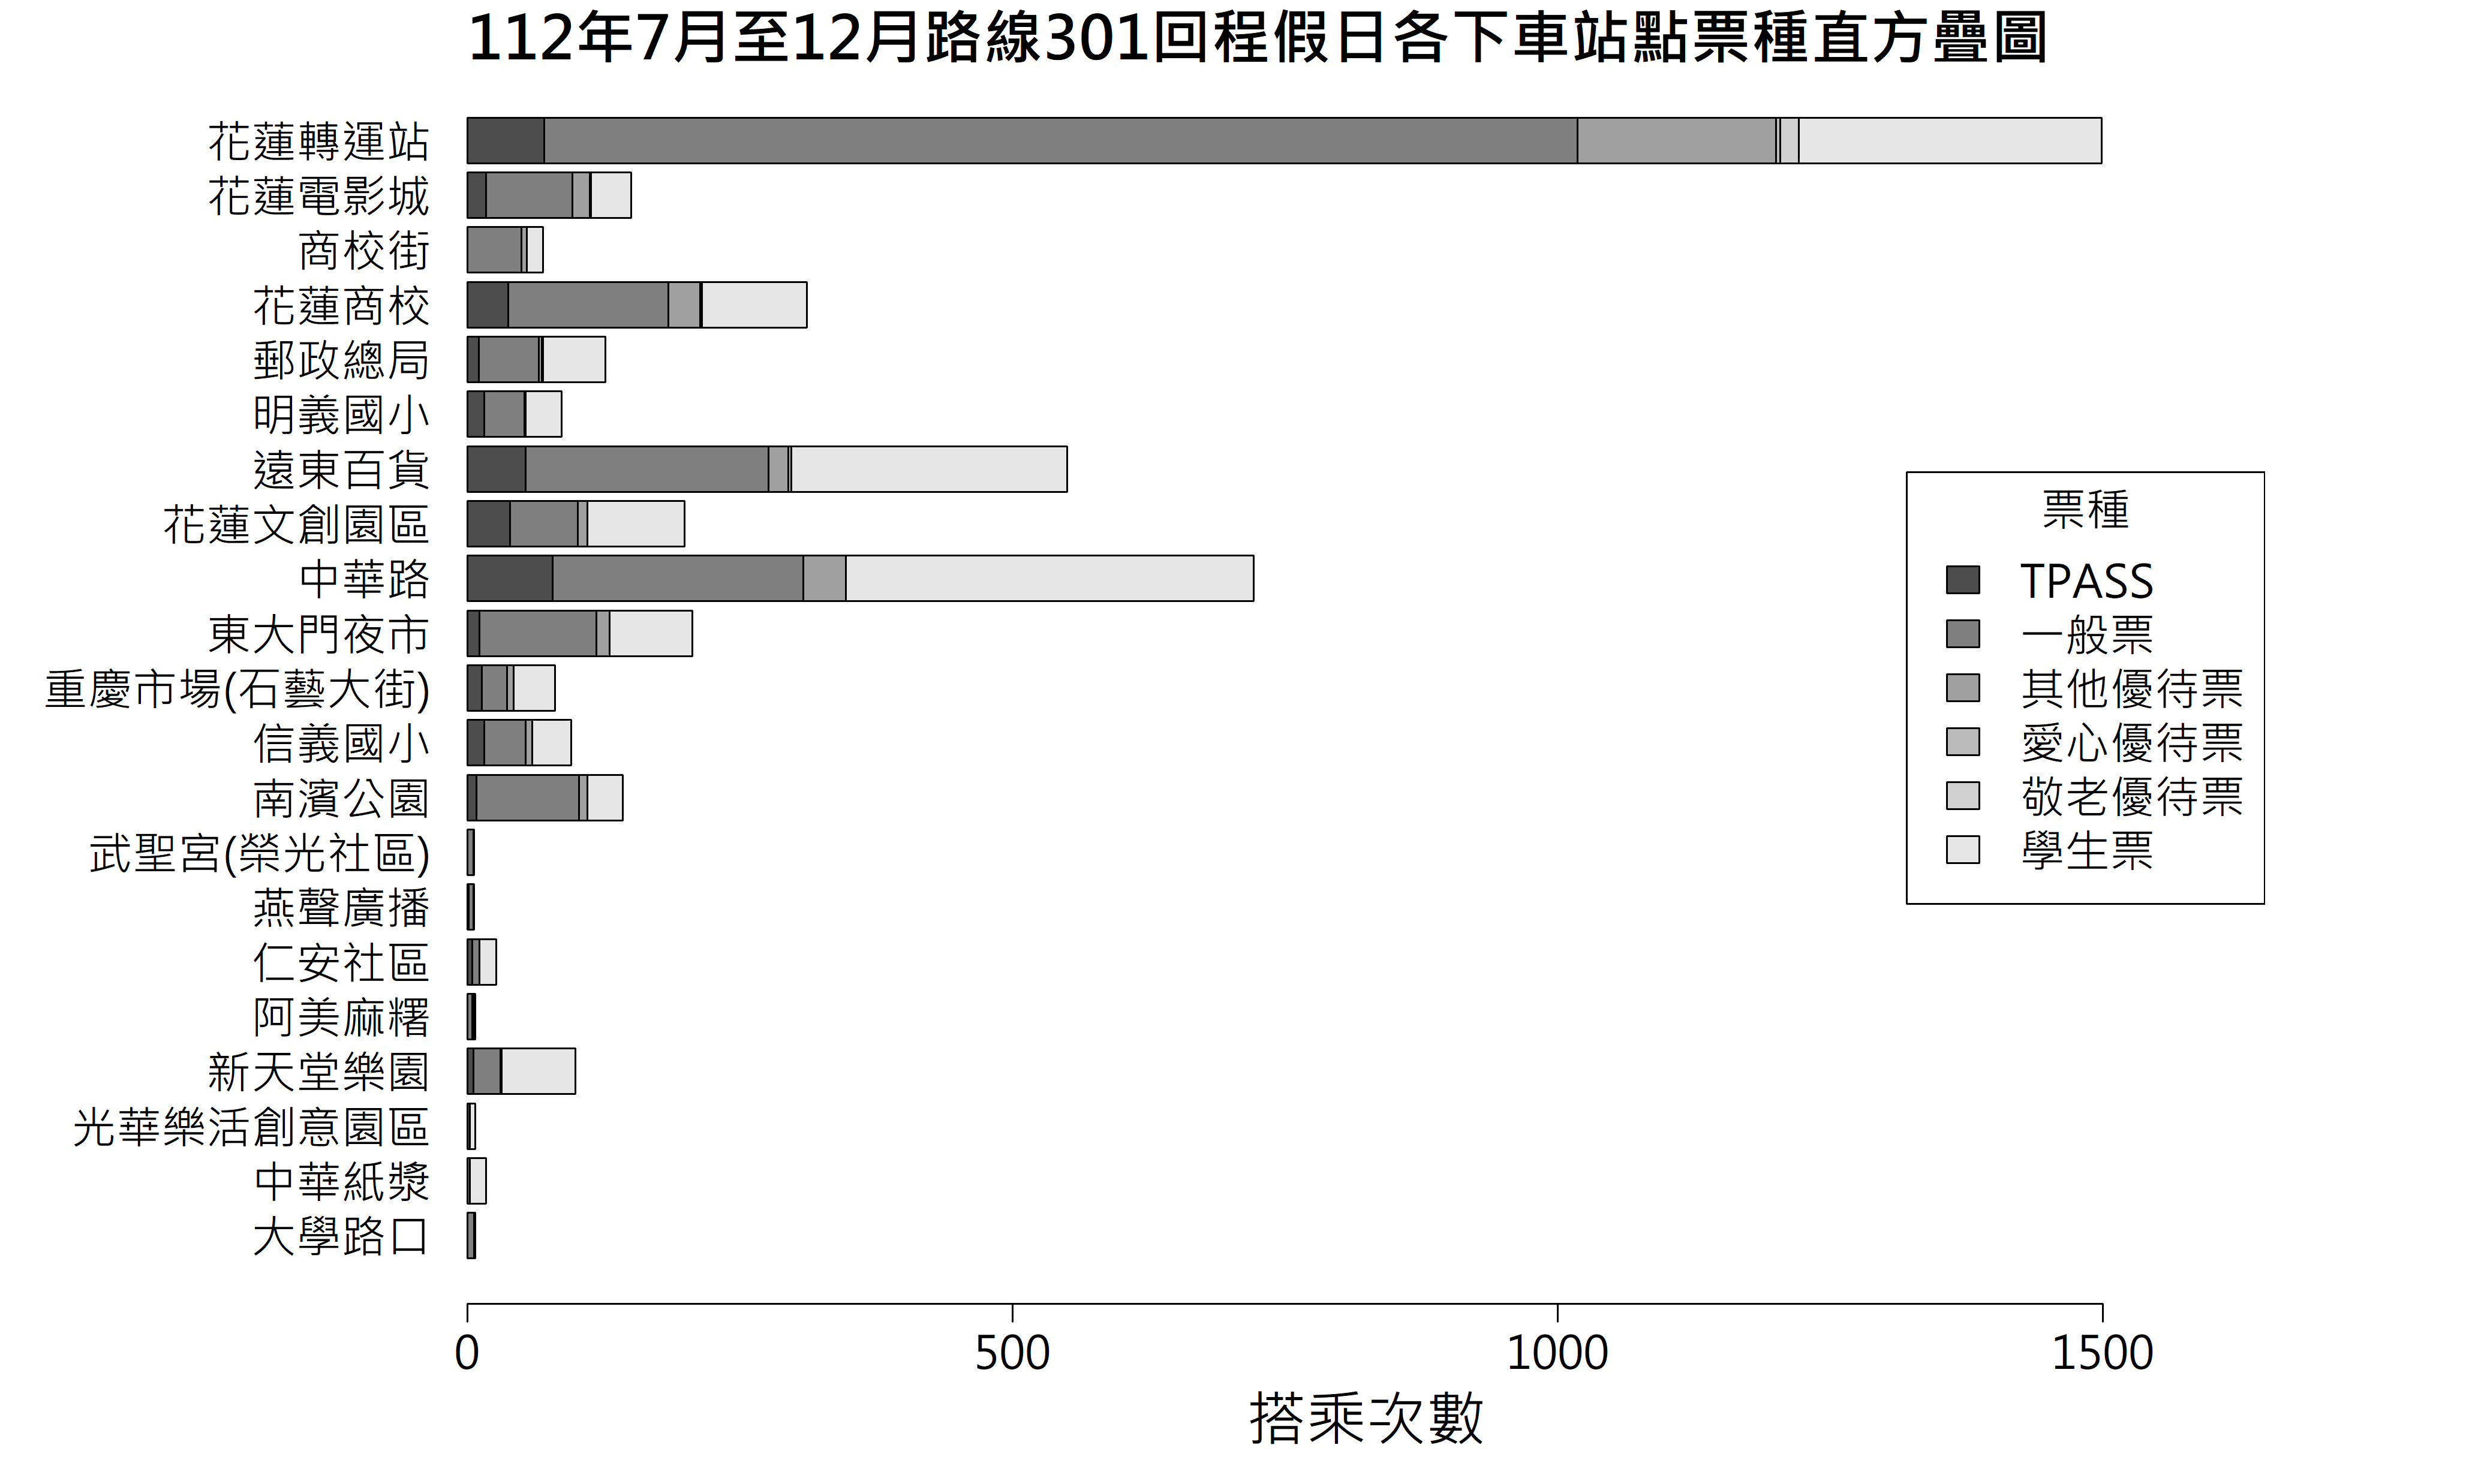 112年7月至12月路線301回程假日各下車站點票種直方疊圖
花蓮轉運站
花蓮電影城
商校街
花蓮商校
郵政總局
明義國小
遠東百貨
花蓮文創園區
中華路
東大門夜市
重慶市場(石藝大街)
信義國小
南濱公園
武聖宮(榮光社區)
燕聲廣播
仁安社區
阿美麻糬
新天堂樂園
光華樂活創意園區
中華紙漿
大學路口
票種
TPASS
一般票
其他優待票
愛心優待票
敬老優待票
學生票
0 500 1000 1500
搭乘次數